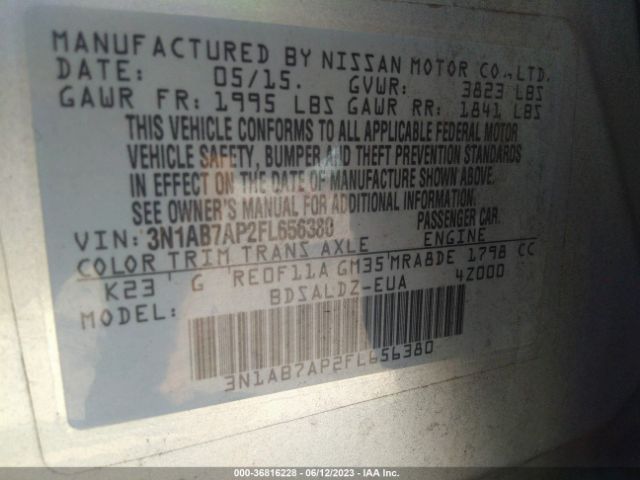 MANUFACTURED BY NISSAN MOTOR CO.,LTD.
DATE: 05/15. GVWR: 3823 LBS
GAWR FR: 1995 LBS GAWR RR: 1841 LBS
THIS VEHICLE CONFORMS TO ALL APPLICABLE FEDERAL MOTOR
VEHICLE SAFETY, BUMPER AND THEFT PREVENTION STANDARDS
IN EFFECT ON THE DATE OF MANUFACTURE SHOWN ABOVE.
SEE OWNER'S MANUAL FOR ADDITIONAL INFORMATION.
VIN: 3N1AB7AP2FL656380 PASSENGER CAR.
COLOR TRIM TRANS AXLE ENGINE
K23 G RE0F11A GM35 MRA8DE 1798 CC
MODEL: BDSALDZ-EUA 4Z000
3N1AB7AP2FL656380
000-36816228 - 06/12/2023 - IAA Inc.